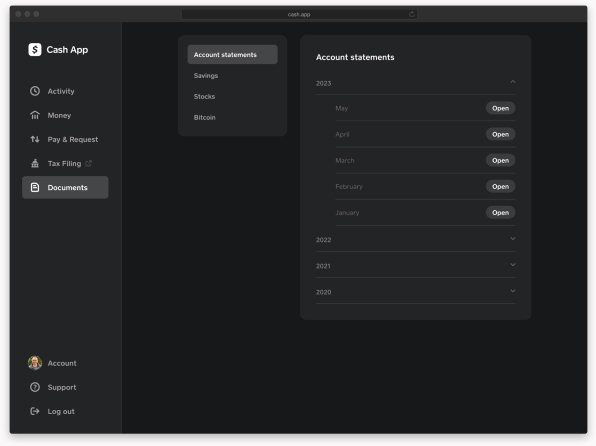 cash.app
$ Cash App
Activity
Money
Pay & Request
Tax Filing
Documents
Account
Support
Log out
Account statements
Savings
Stocks
Bitcoin
Account statements
2023
May Open
April Open
March Open
February Open
January Open
2022
2021
2020